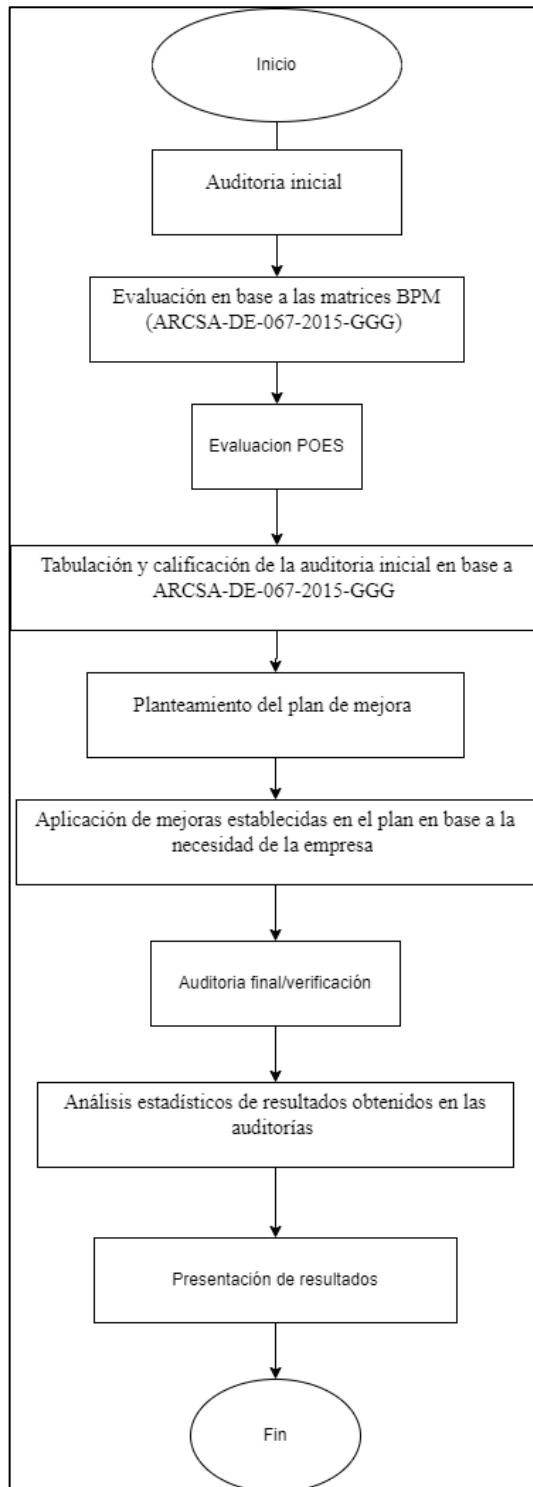 Inicio
Auditoria inicial
Evaluación en base a las matrices BPM
(ARCSA-DE-067-2015-GGG)
Evaluacion POES
Tabulación y calificación de la auditoria inicial en base a
ARCSA-DE-067-2015-GGG
Planteamiento del plan de mejora
Aplicación de mejoras establecidas en el plan en base a la
necesidad de la empresa
Auditoria final/verificación
Análisis estadísticos de resultados obtenidos en las
auditorías
Presentación de resultados
Fin